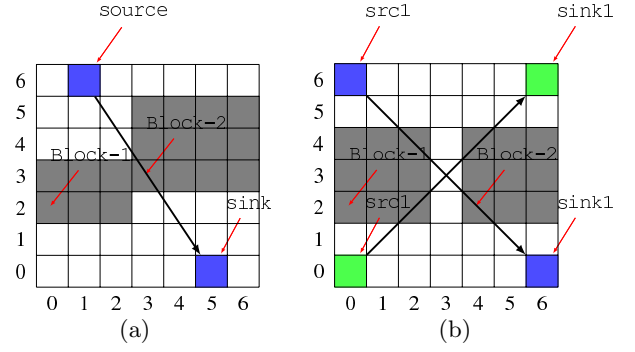 source
src1
sink1
6
5
4
3
2
1
0
Block-1
Block-2
sink
0 1 2 3 4 5 6
(a)
6
5
4
3
2
1
0
Block-1
Block-2
src1
sink1
0 1 2 3 4 5 6
(b)